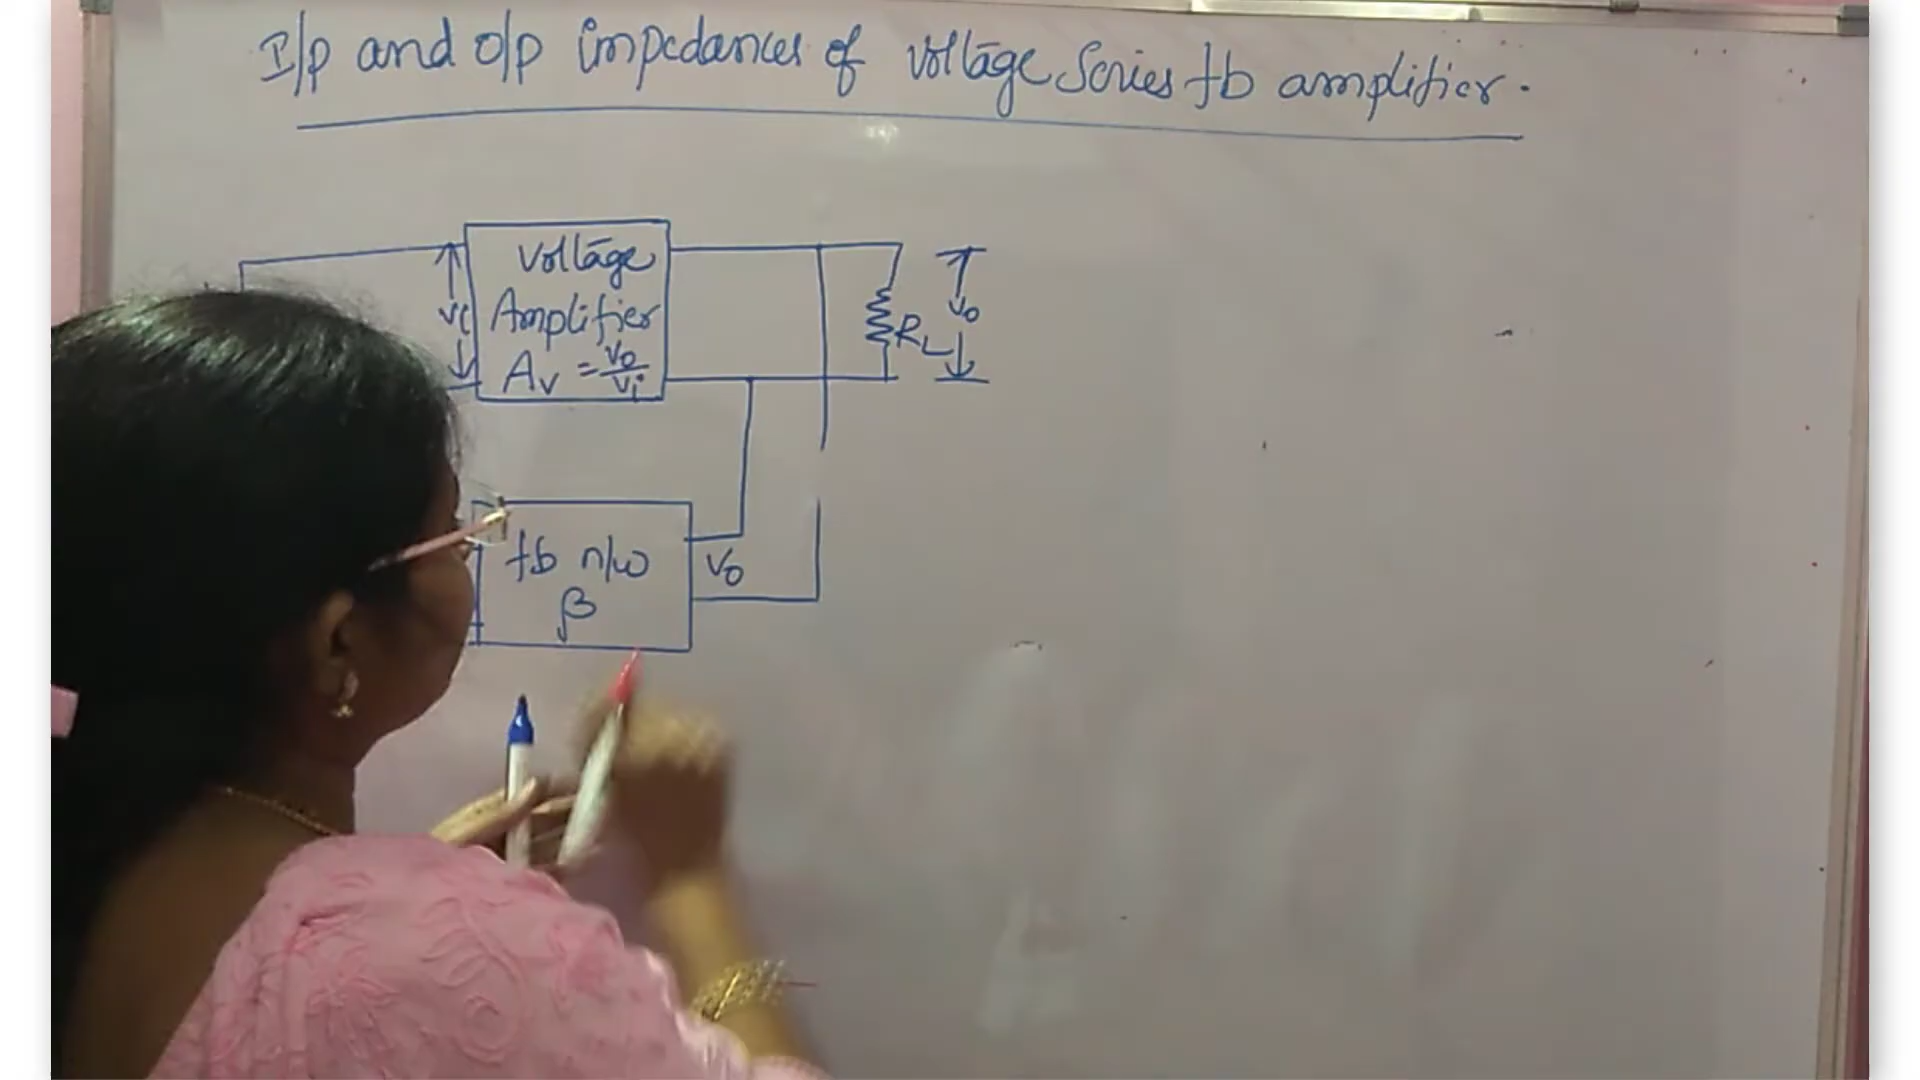 I/p and o/p impedances of voltage Series fb amplifier.
Voltage
Amplifier
Av = Vo/Vi
Vi
RL
Vo
fb n/w
β
Vo